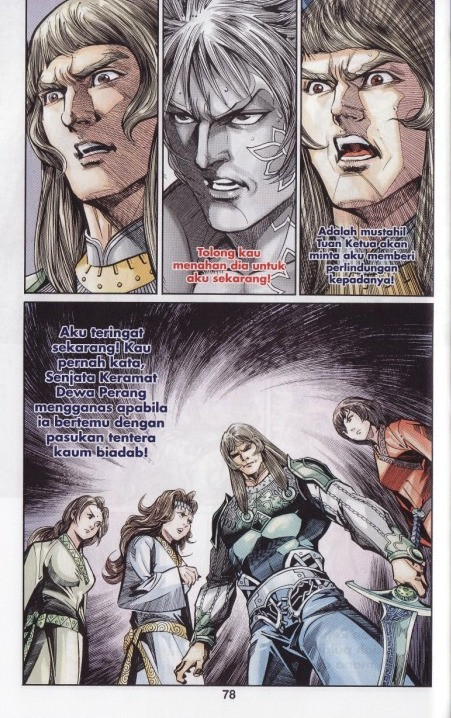 Tolong kau
menahan dia untuk
aku sekarang!
Adalah mustahil
Tuan Ketua akan
minta aku memberi
perlindungan
kepadanya!
Aku teringat
sekarang! Kau
pernah kata,
Senjata Keramat
Dewa Perang
mengganas apabila
ia bertemu dengan
pasukan tentera
kaum biadab!
78